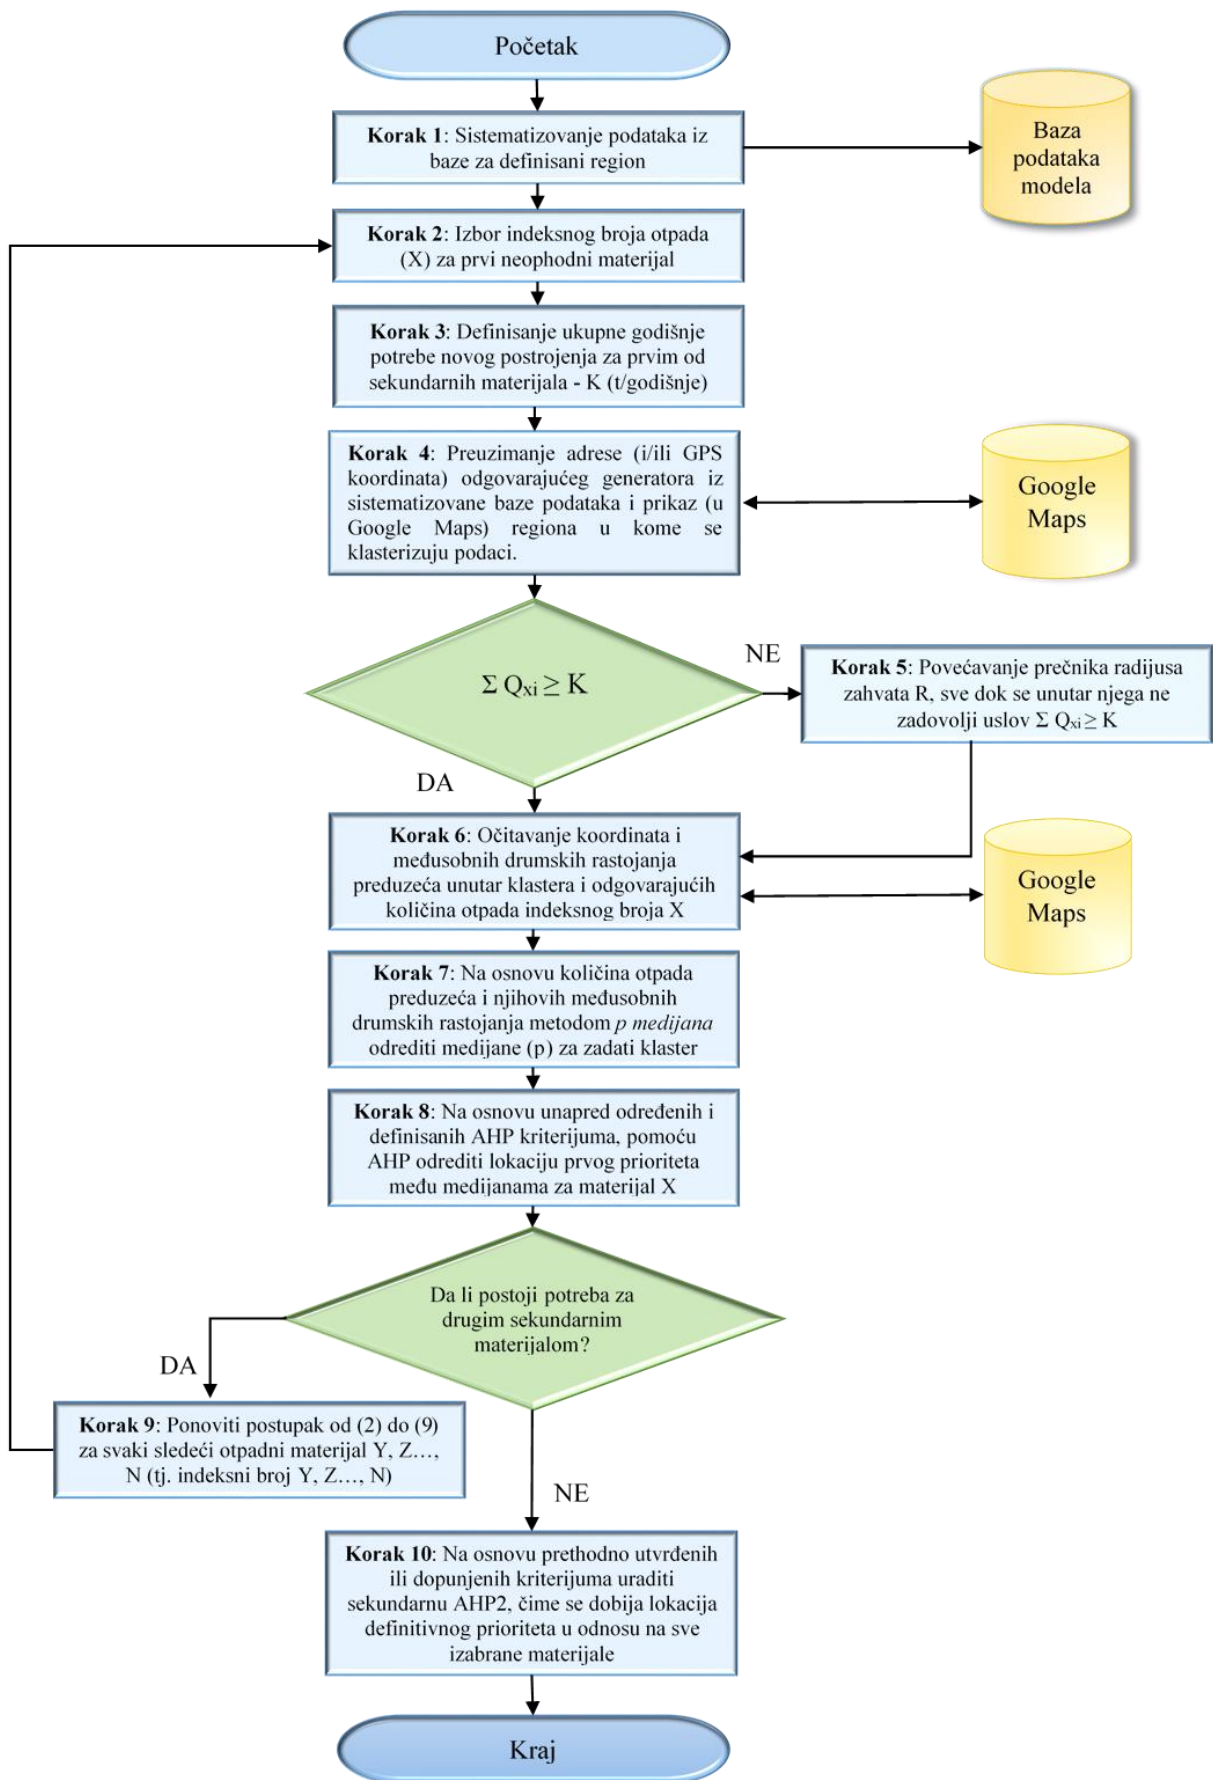 Početak
Korak 1: Sistematizovanje podataka iz
baze za definisani region
Baza
podataka
modela
Korak 2: Izbor indeksnog broja otpada
(X) za prvi neophodni materijal
Korak 3: Definisanje ukupne godišnje
potrebe novog postrojenja za prvim od
sekundarnih materijala - K (t/godišnje)
Korak 4: Preuzimanje adrese (i/ili GPS
koordinata) odgovarajućeg generatora iz
sistematizovane baze podataka i prikaz (u
Google Maps) regiona u kome se
klasterizuju podaci.
Google
Maps
Σ Qxi ≥ K
NE
Korak 5: Povećavanje prečnika radijusa
zahvata R, sve dok se unutar njega ne
zadovolji uslov Σ Qxi ≥ K
DA
Korak 6: Očitavanje koordinata i
međusobnih drumskih rastojanja
preduzeća unutar klastera i odgovarajućih
količina otpada indeksnog broja X
Google
Maps
Korak 7: Na osnovu količina otpada
preduzeća i njihovih međusobnih
drumskih rastojanja metodom p medijana
odrediti medijane (p) za zadati klaster
Korak 8: Na osnovu unapred određenih i
definisanih AHP kriterijuma, pomoću
AHP odrediti lokaciju prvog prioriteta
među medijanama za materijal X
Da li postoji potreba za
drugim sekundarnim
materijalom?
DA
Korak 9: Ponoviti postupak od (2) do (9)
za svaki sledeći otpadni materijal Y, Z…,
N (tj. indeksni broj Y, Z…, N)
NE
Korak 10: Na osnovu prethodno utvrđenih
ili dopunjenih kriterijuma uraditi
sekundarnu AHP2, čime se dobija lokacija
definitivnog prioriteta u odnosu na sve
izabrane materijale
Kraj